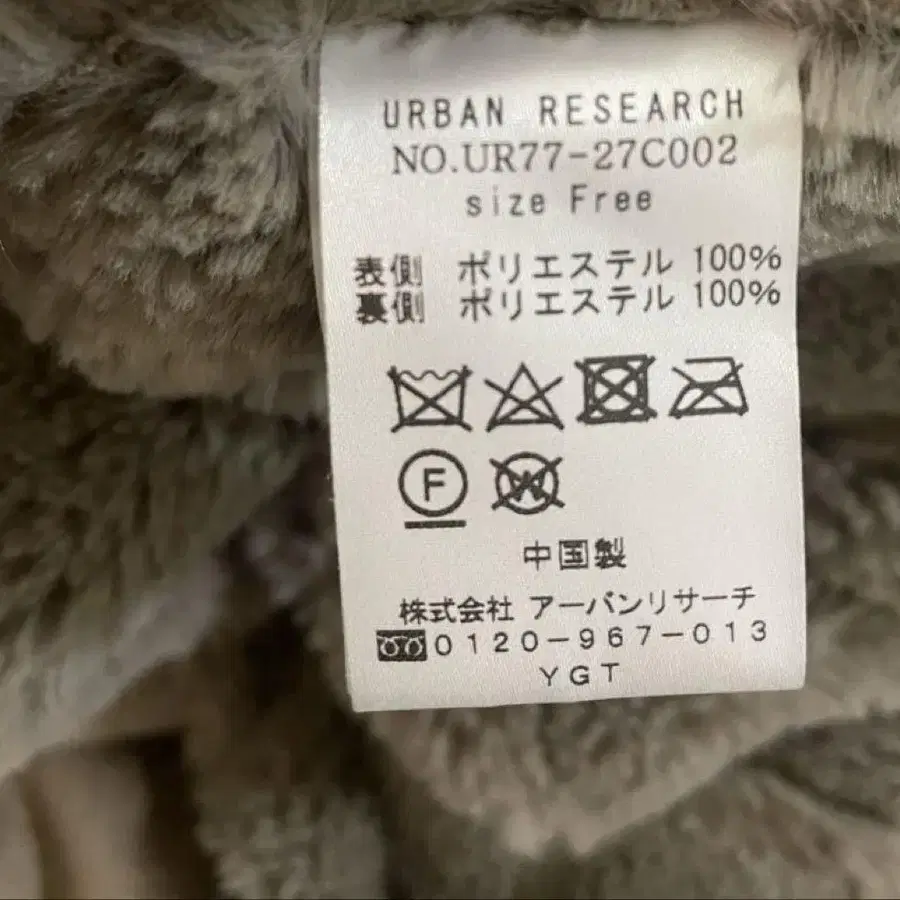 URBAN RESEARCH
NO.UR77-27C002
size Free
表側 ポリエステル 100%
裏側 ポリエステル 100%
F W
中国製
株式会社 アーバンリサーチ
0120-967-013
YGT